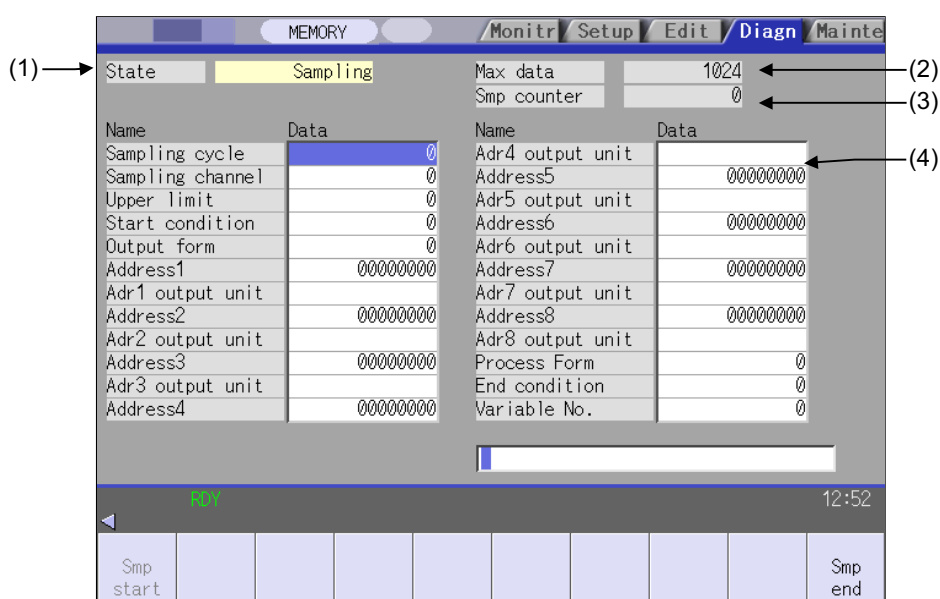 MEMORY Monitr Setup Edit Diagn Mainte
(1) State Sampling Max data 1024 (2)
Smp counter 0 (3)
Name Data Name Data
Sampling cycle 0 Adr4 output unit (4)
Sampling channel 0 Address5 00000000
Upper limit 0 Adr5 output unit
Start condition 0 Address6 00000000
Output form 0 Adr6 output unit
Address1 00000000 Address7 00000000
Adr1 output unit Adr7 output unit
Address2 00000000 Address8 00000000
Adr2 output unit Adr8 output unit
Address3 00000000 Process Form 0
Adr3 output unit End condition 0
Address4 00000000 Variable No. 0
RDY 12:52
Smp start Smp end